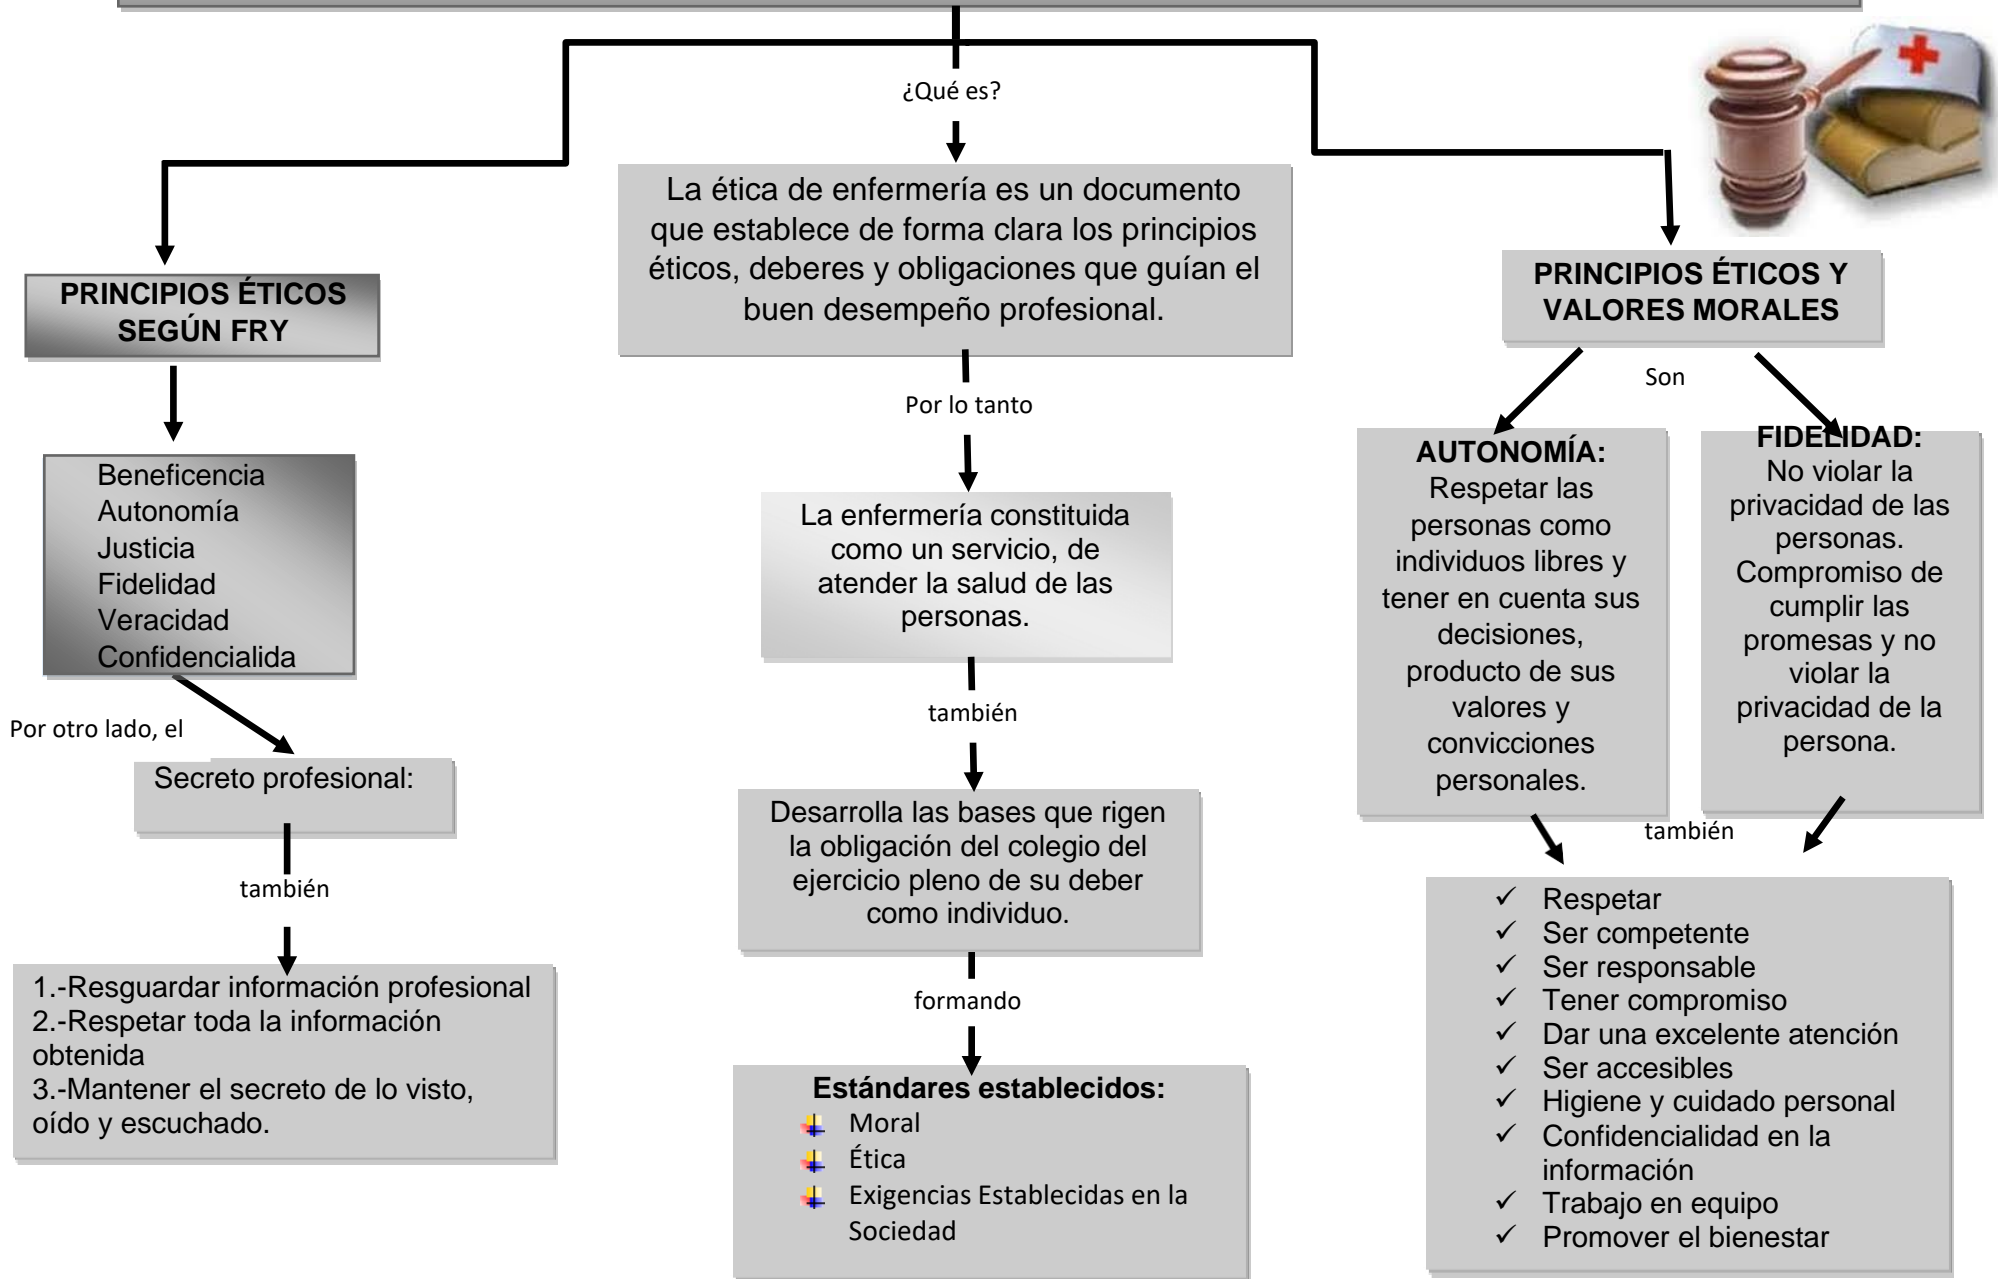 ¿Qué es?
La ética de enfermería es un documento
que establece de forma clara los principios
éticos, deberes y obligaciones que guían el
buen desempeño profesional.
Por lo tanto
La enfermería constituida
como un servicio, de
atender la salud de las
personas.
también
Desarrolla las bases que rigen
la obligación del colegio del
ejercicio pleno de su deber
como individuo.
formando
Estándares establecidos:
Moral
Ética
Exigencias Establecidas en la
Sociedad
PRINCIPIOS ÉTICOS
SEGÚN FRY
Beneficencia
Autonomía
Justicia
Fidelidad
Veracidad
Confidencialida
Por otro lado, el
Secreto profesional:
también
1.-Resguardar información profesional
2.-Respetar toda la información
obtenida
3.-Mantener el secreto de lo visto,
oído y escuchado.
PRINCIPIOS ÉTICOS Y
VALORES MORALES
Son
AUTONOMÍA:
Respetar las
personas como
individuos libres y
tener en cuenta sus
decisiones,
producto de sus
valores y
convicciones
personales.
FIDELIDAD:
No violar la
privacidad de las
personas.
Compromiso de
cumplir las
promesas y no
violar la
privacidad de la
persona.
también
✓ Respetar
✓ Ser competente
✓ Ser responsable
✓ Tener compromiso
✓ Dar una excelente atención
✓ Ser accesibles
✓ Higiene y cuidado personal
✓ Confidencialidad en la
información
✓ Trabajo en equipo
✓ Promover el bienestar